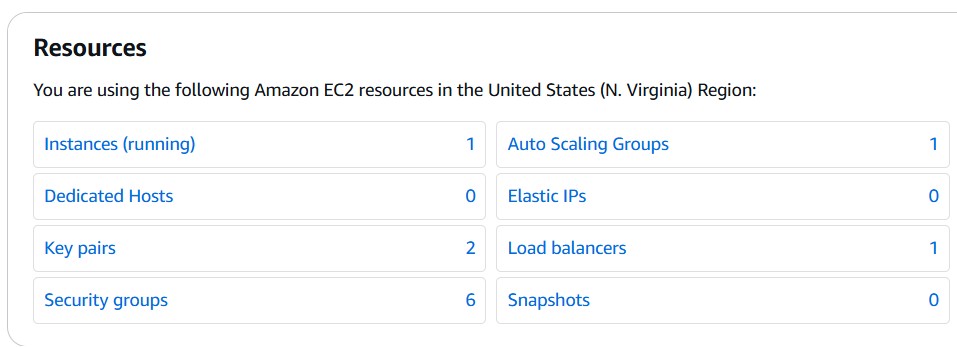 Resources
You are using the following Amazon EC2 resources in the United States (N. Virginia) Region:
Instances (running) 1
Auto Scaling Groups 1
Dedicated Hosts 0
Elastic IPs 0
Key pairs 2
Load balancers 1
Security groups 6
Snapshots 0